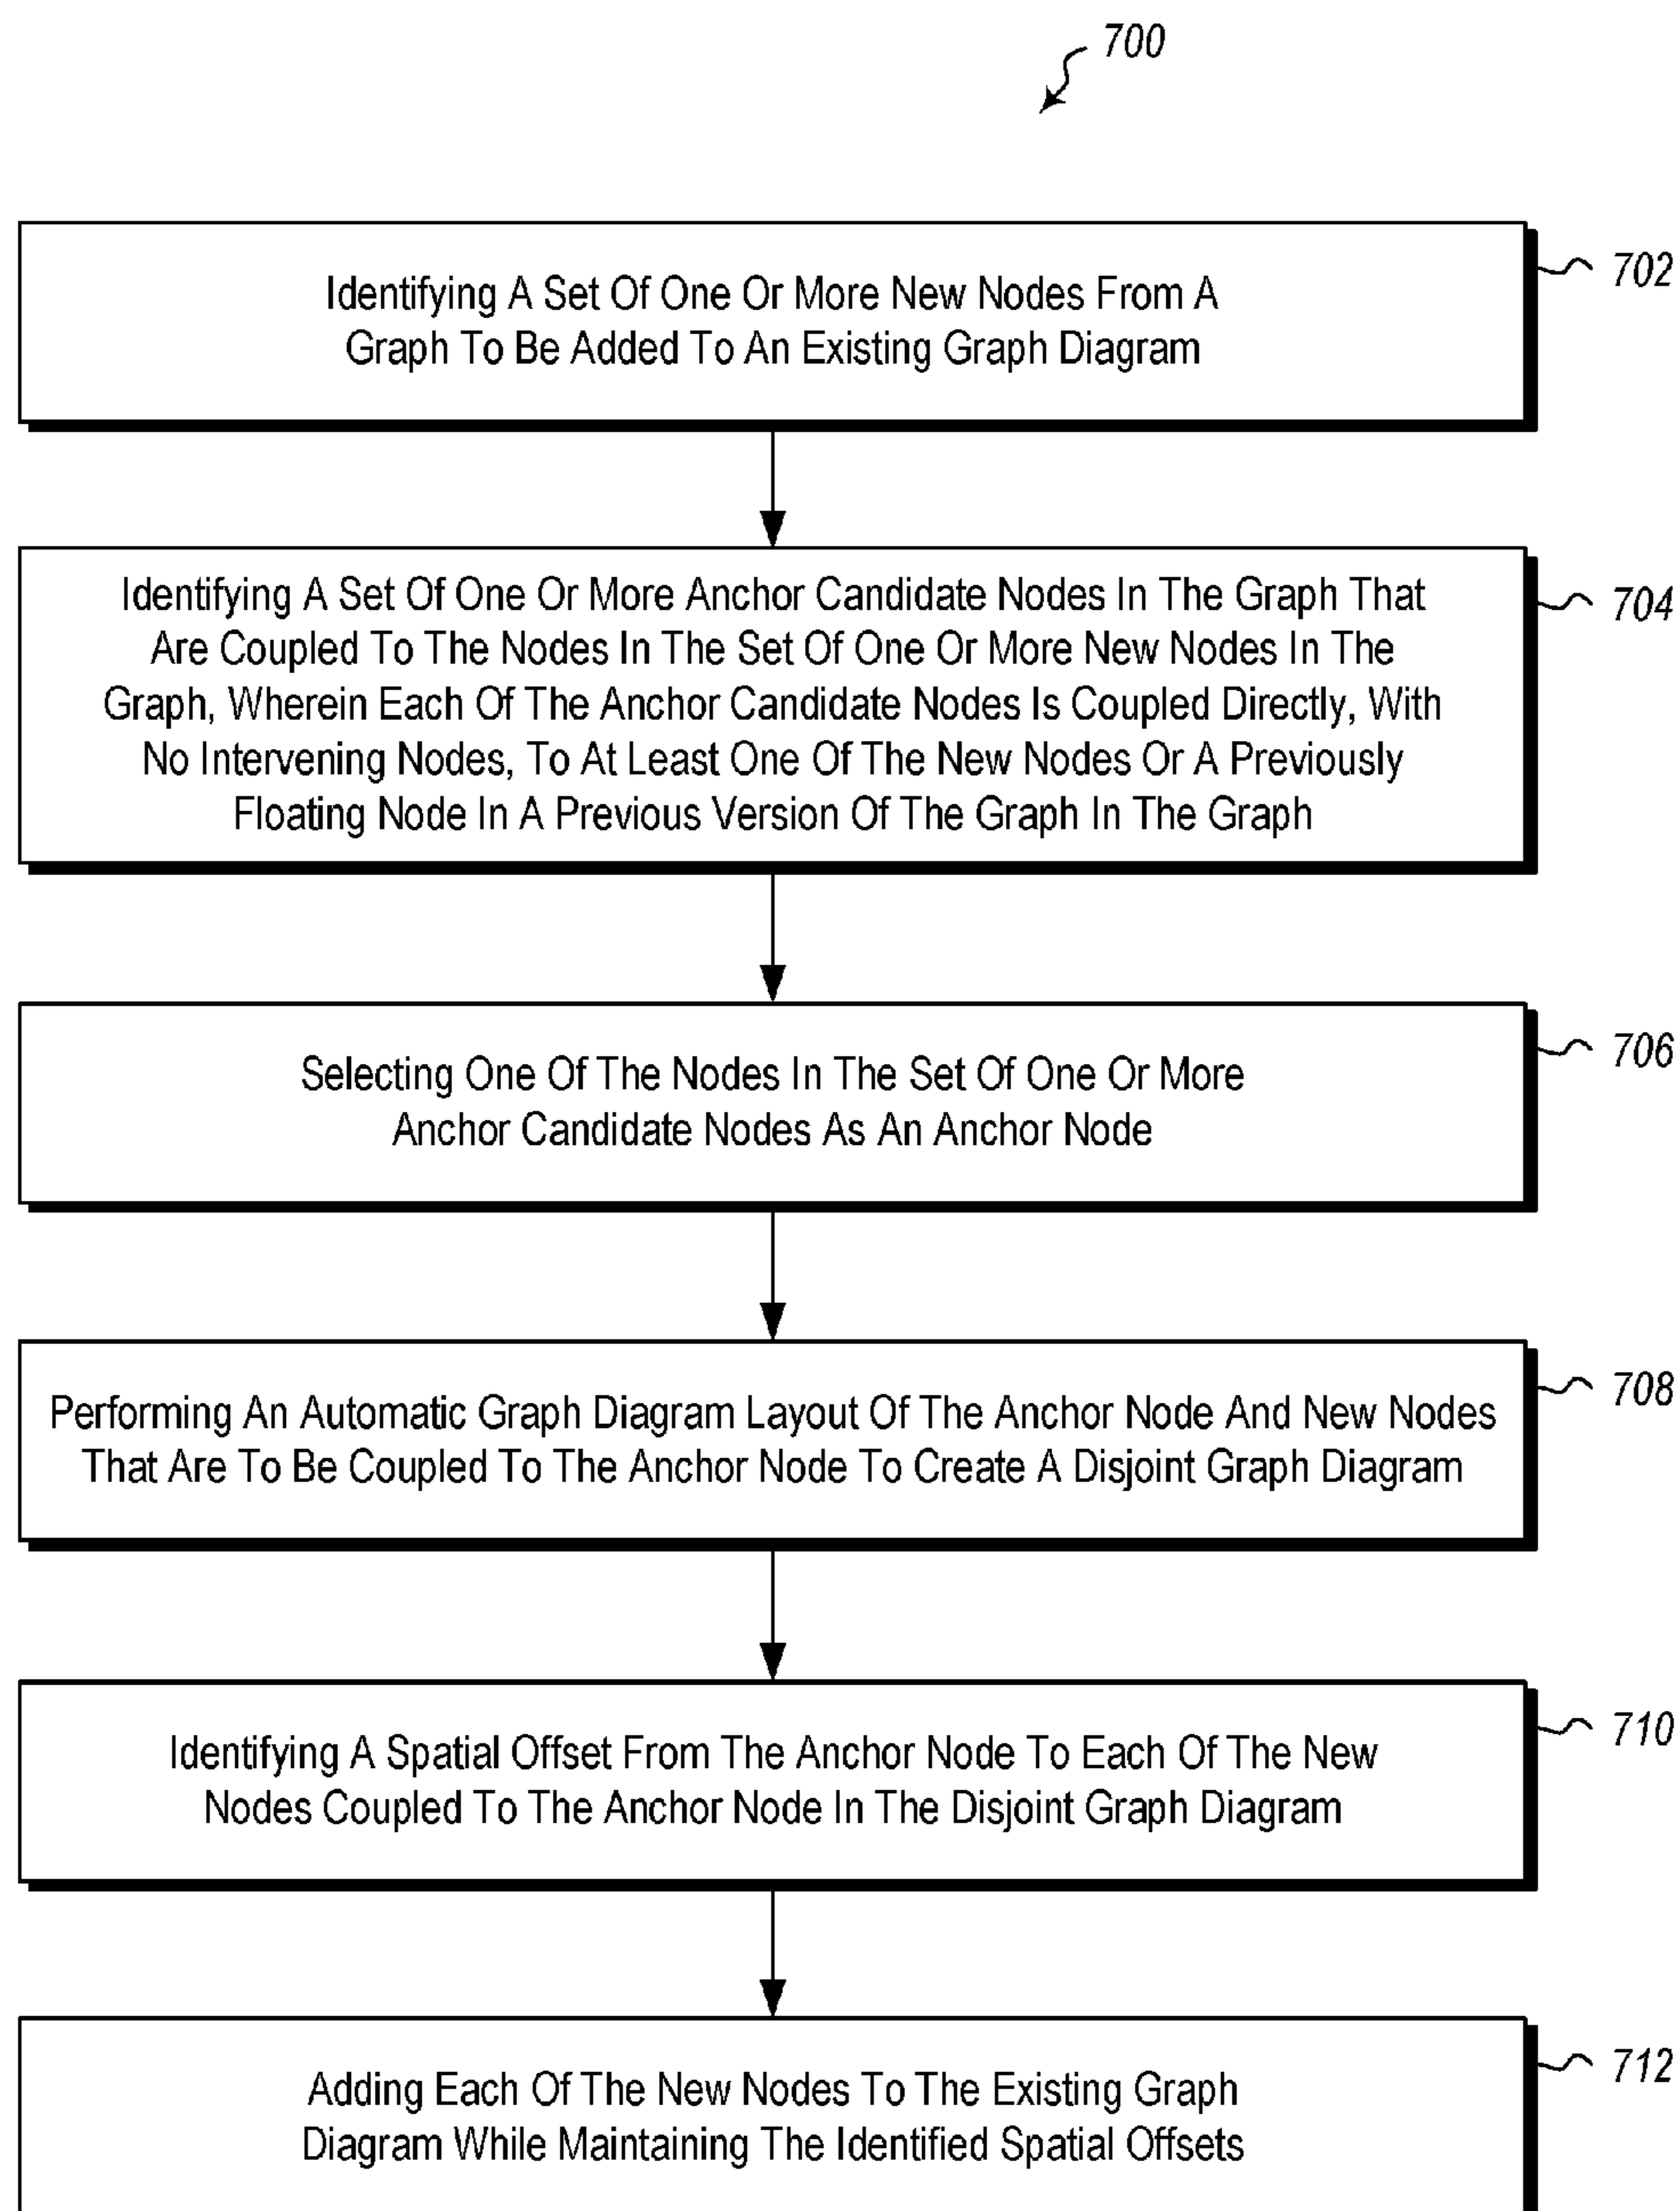 700
Identifying A Set Of One Or More New Nodes From A
Graph To Be Added To An Existing Graph Diagram
702
Identifying A Set Of One Or More Anchor Candidate Nodes In The Graph That
Are Coupled To The Nodes In The Set Of One Or More New Nodes In The
Graph, Wherein Each Of The Anchor Candidate Nodes Is Coupled Directly, With
No Intervening Nodes, To At Least One Of The New Nodes Or A Previously
Floating Node In A Previous Version Of The Graph In The Graph
704
Selecting One Of The Nodes In The Set Of One Or More
Anchor Candidate Nodes As An Anchor Node
706
Performing An Automatic Graph Diagram Layout Of The Anchor Node And New Nodes
That Are To Be Coupled To The Anchor Node To Create A Disjoint Graph Diagram
708
Identifying A Spatial Offset From The Anchor Node To Each Of The New
Nodes Coupled To The Anchor Node In The Disjoint Graph Diagram
710
Adding Each Of The New Nodes To The Existing Graph
Diagram While Maintaining The Identified Spatial Offsets
712